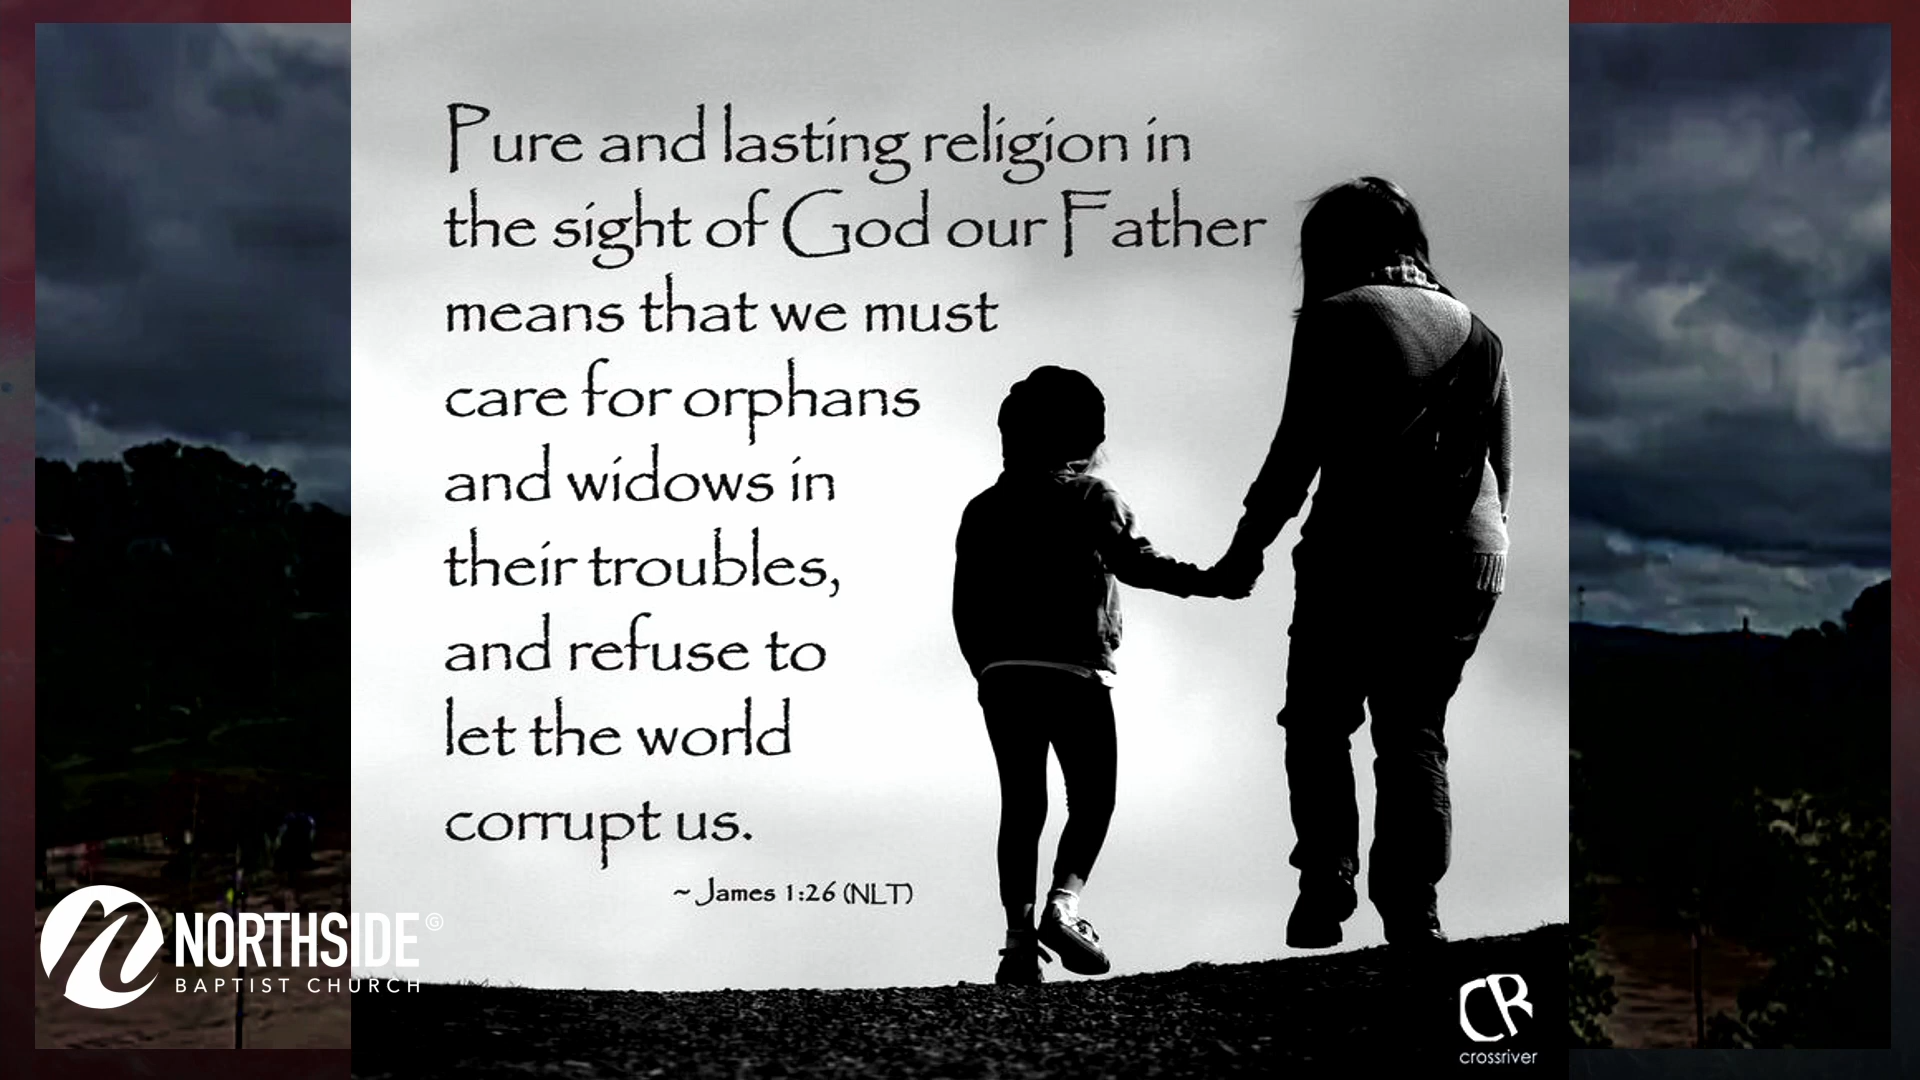 Pure and lasting religion in
the sight of God our Father
means that we must
care for orphans
and widows in
their troubles,
and refuse to
let the world
corrupt us.
~ James 1:26 (NLT)
NORTHSIDE
BAPTIST CHURCH
CR
crossriver